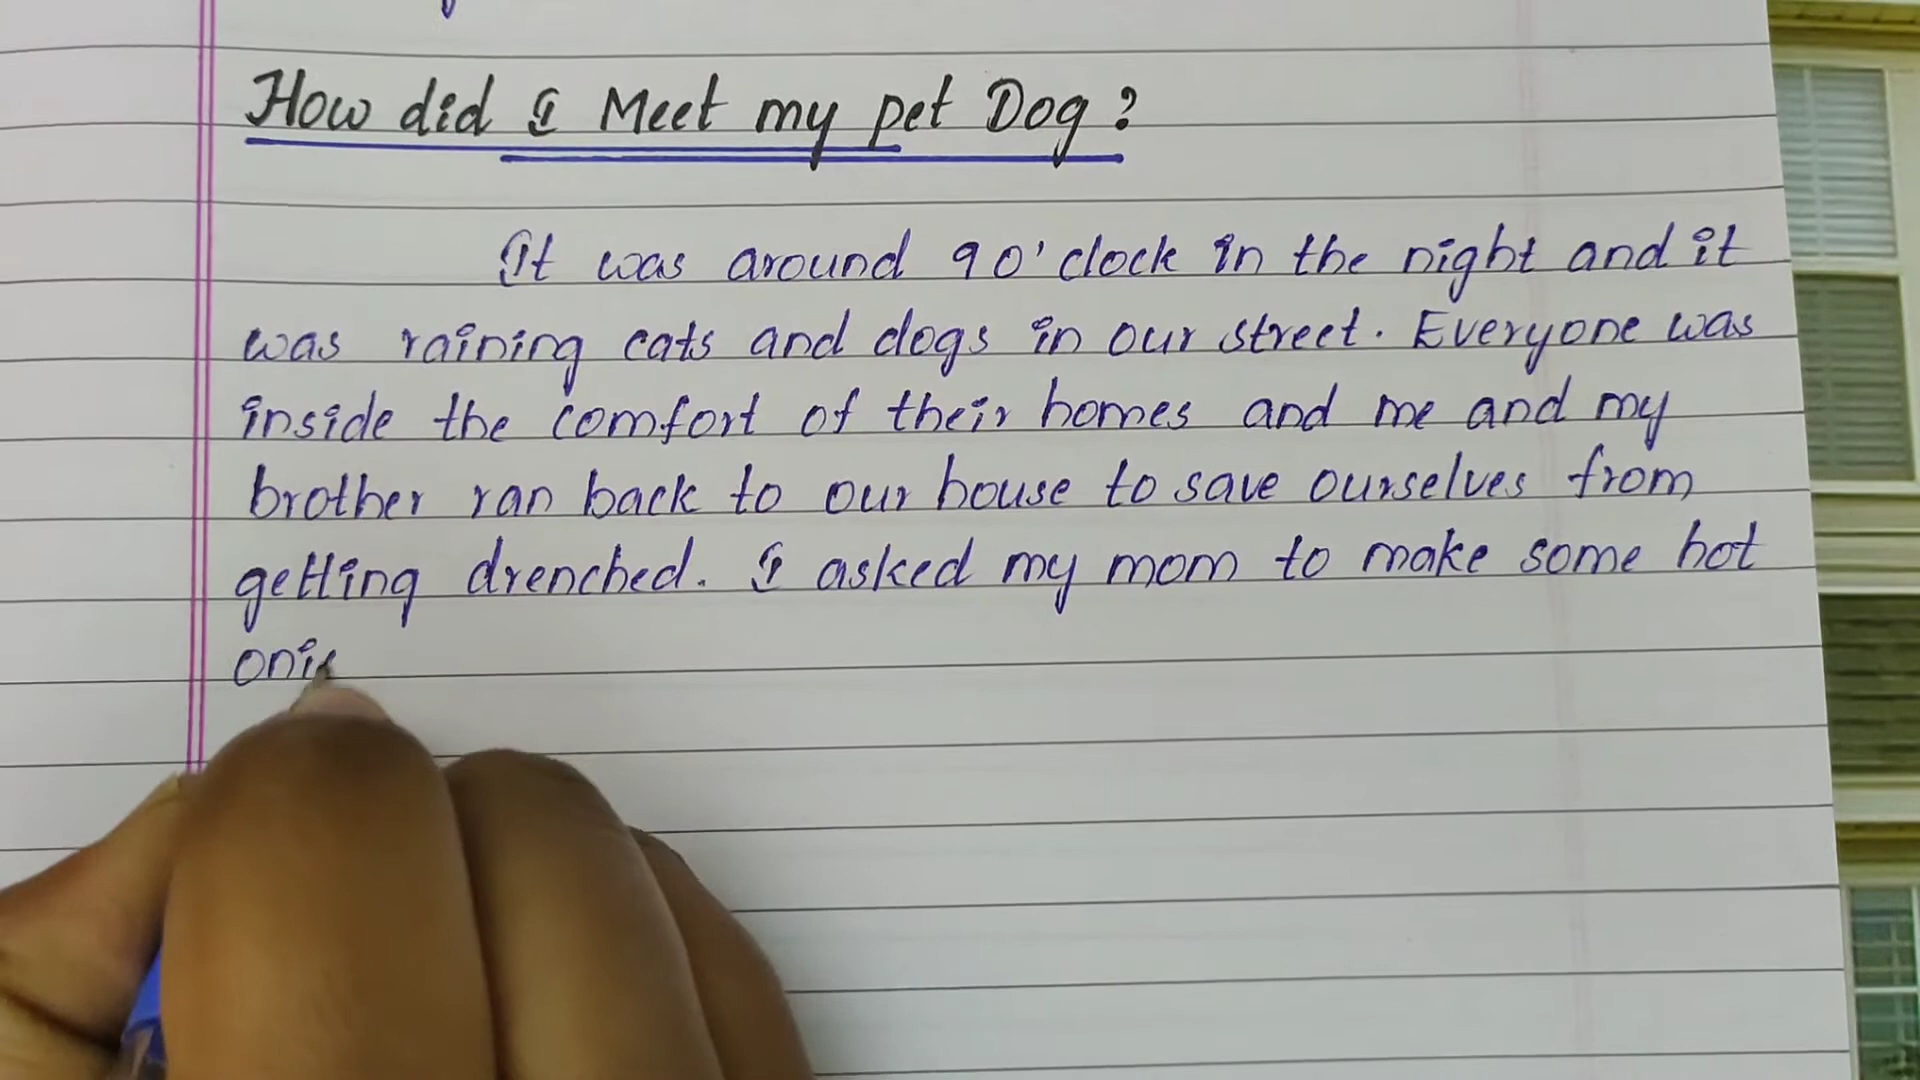 How did I Meet my pet Dog?
It was around 9 o'clock in the night and it
was raining cats and dogs in our street. Everyone was
inside the comfort of their homes and me and my
brother ran back to our house to save ourselves from
getting drenched. I asked my mom to make some hot